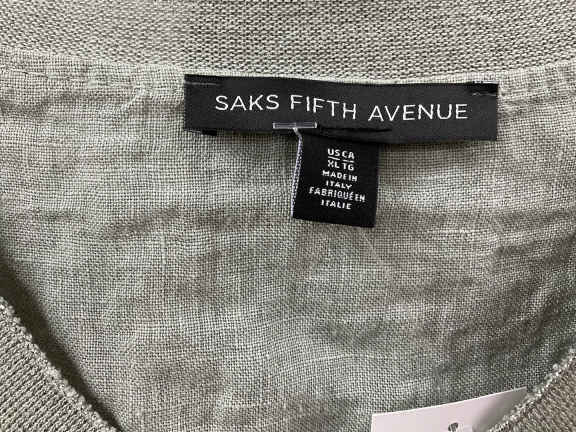 SAKS FIFTH AVENUE
US CA
XL TG
MADE IN
ITALY
FABRIQUÉ EN
ITALIE